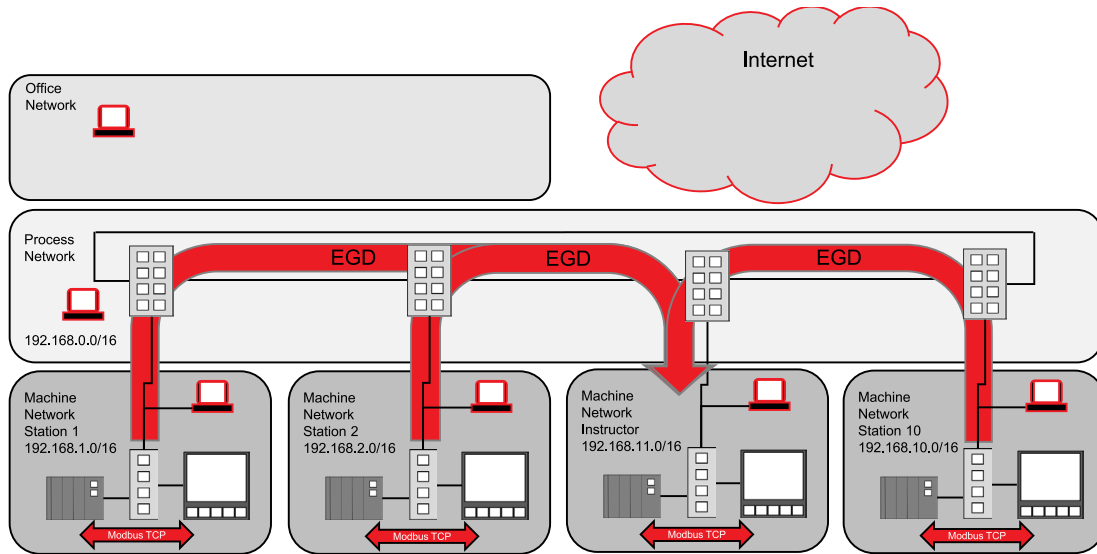 Internet
Office
Network
Process
Network
EGD
EGD
EGD
192.168.0.0/16
Machine
Network
Station 1
192.168.1.0/16
Modbus TCP
Machine
Network
Station 2
192.168.2.0/16
Modbus TCP
Machine
Network
Instructor
192.168.11.0/16
Modbus TCP
Machine
Network
Station 10
192.168.10.0/16
Modbus TCP